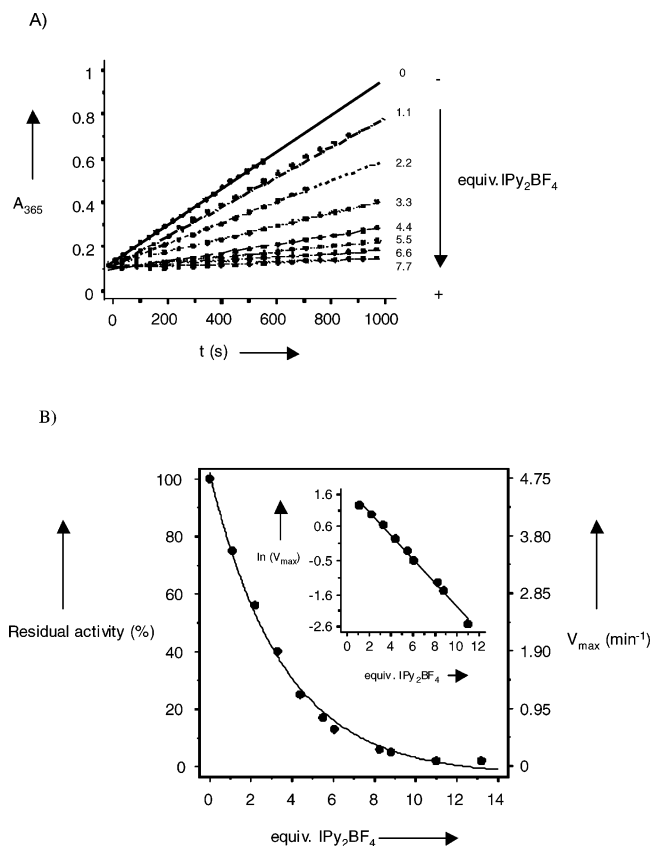 A)
1
0.8
0.6
0.4
0.2
0
A365
0
1.1
2.2
3.3
4.4
5.5
6.6
7.7
-
equiv.IPy2BF4
+
0 200 400 600 800 1000
t (s)
B)
100
80
60
40
20
0
Residual activity (%)
1.6
0.6
-0.5
-1.6
-2.6
ln (Vmax)
0 2 4 6 8 10 12
equiv. IPy2BF4
4.75
3.80
2.85
1.90
0.95
0
Vmax (min-1)
0 2 4 6 8 10 12 14
equiv. IPy2BF4